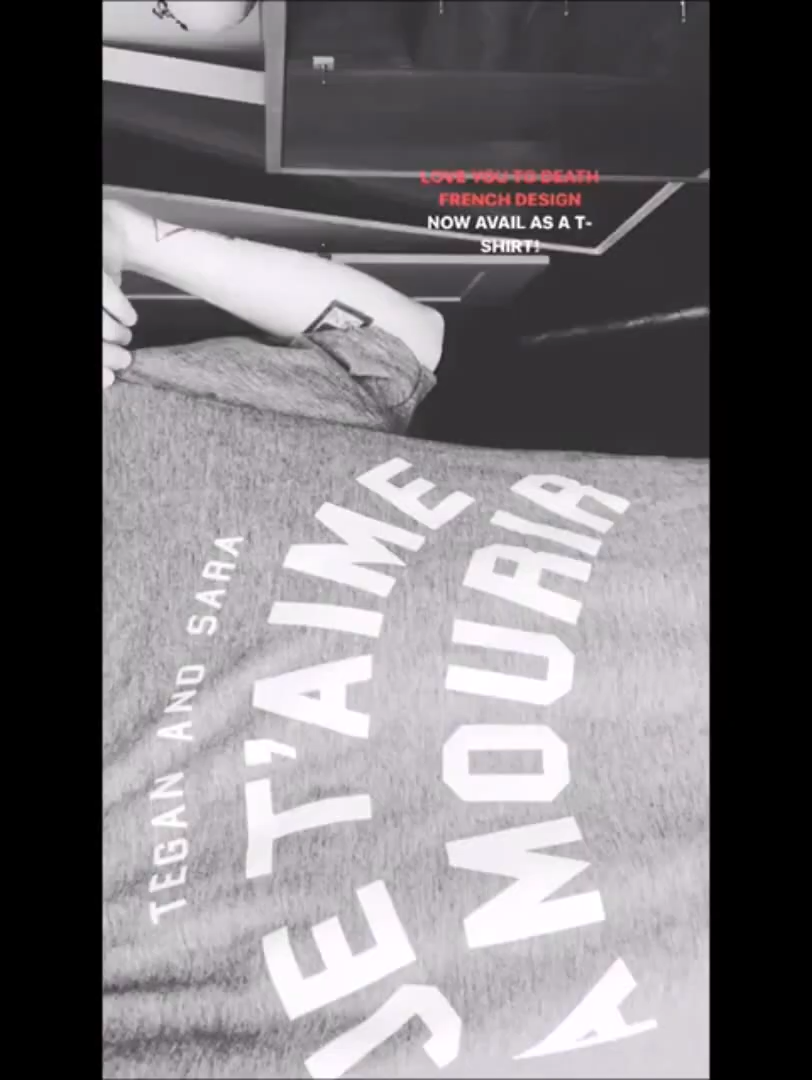 LOVE YOU TO DEATH
FRENCH DESIGN
NOW AVAIL AS A T-
SHIRT!
TEGAN AND SARA
JE T'AIME
A MOURIR